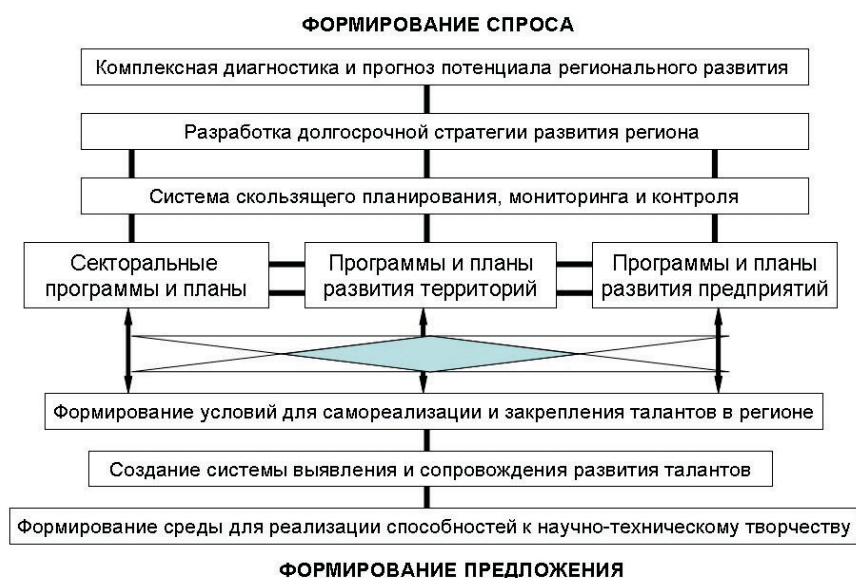 ФОРМИРОВАНИЕ СПРОСА
Комплексная диагностика и прогноз потенциала регионального развития
Разработка долгосрочной стратегии развития региона
Система скользящего планирования, мониторинга и контроля
Секторальные
программы и планы
Программы и планы
развития территорий
Программы и планы
развития предприятий
Формирование условий для самореализации и закрепления талантов в регионе
Создание системы выявления и сопровождения развития талантов
Формирование среды для реализации способностей к научно-техническому творчеству
ФОРМИРОВАНИЕ ПРЕДЛОЖЕНИЯ